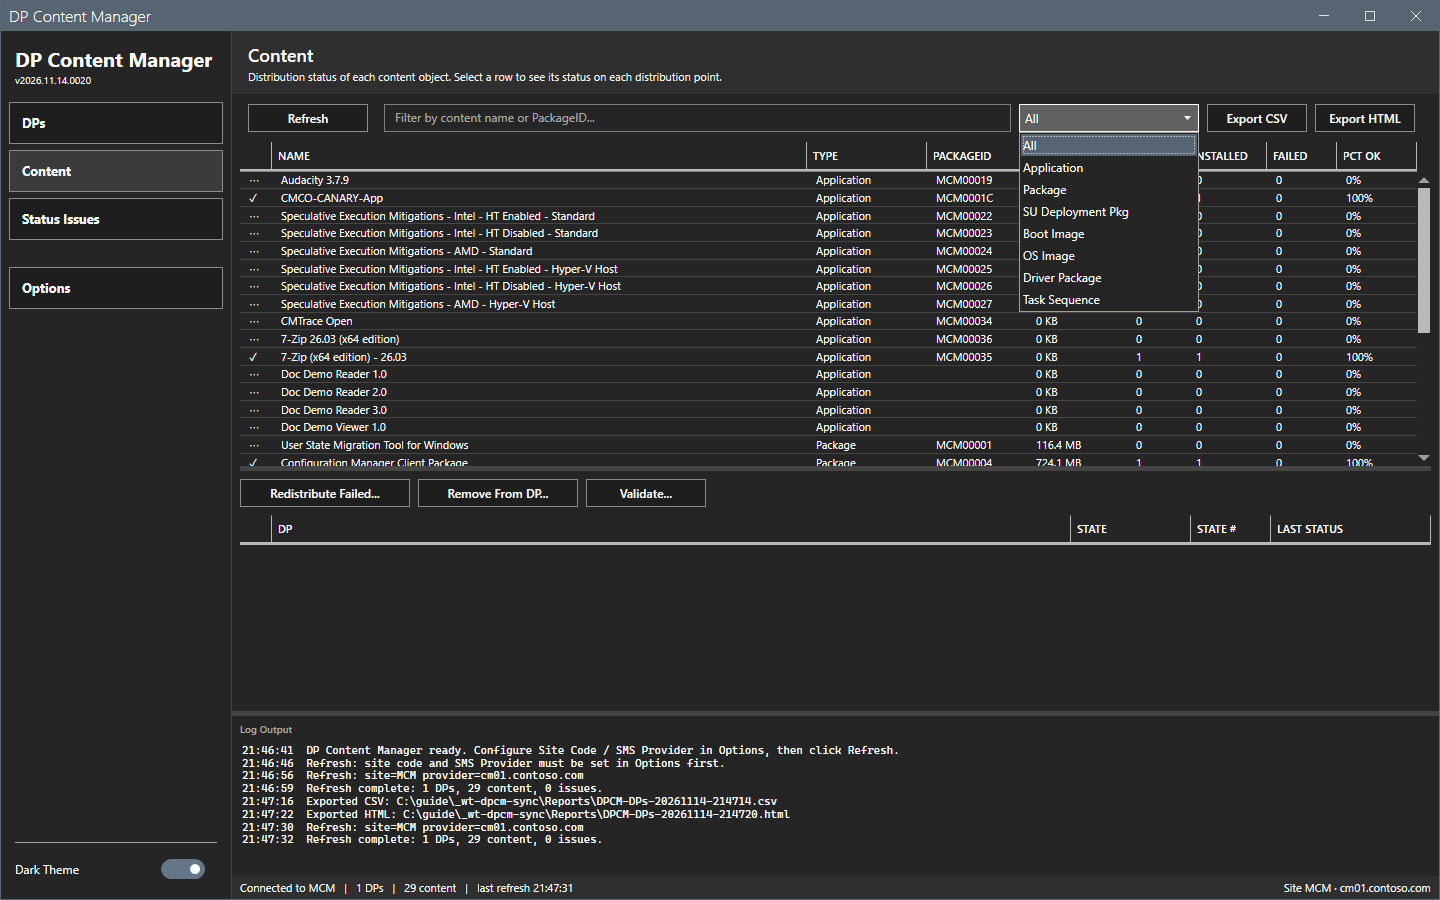 DP Content Manager
DP Content Manager
v2026.11.14.0020
DPs
Content
Status Issues
Options
Dark Theme
Content
Distribution status of each content object. Select a row to see its status on each distribution point.
Refresh
Filter by content name or PackageID...
All
Export CSV
Export HTML
All
Application
Package
SU Deployment Pkg
Boot Image
OS Image
Driver Package
Task Sequence
NAME TYPE PACKAGEID NSTALLED FAILED PCT OK
··· Audacity 3.7.9 Application MCM00019 0 0%
✓ CMCO-CANARY-App Application MCM0001C 0 100%
··· Speculative Execution Mitigations - Intel - HT Enabled - Standard Application MCM00022 0 0%
··· Speculative Execution Mitigations - Intel - HT Disabled - Standard Application MCM00023 0 0%
··· Speculative Execution Mitigations - AMD - Standard Application MCM00024 0 0%
··· Speculative Execution Mitigations - Intel - HT Enabled - Hyper-V Host Application MCM00025 0 0%
··· Speculative Execution Mitigations - Intel - HT Disabled - Hyper-V Host Application MCM00026 0 0%
··· Speculative Execution Mitigations - AMD - Hyper-V Host Application MCM00027 0 0%
··· CMTrace Open Application MCM00034 0 KB 0 0 0 0%
··· 7-Zip 26.03 (x64 edition) Application MCM00036 0 KB 0 0 0 0%
✓ 7-Zip (x64 edition) - 26.03 Application MCM00035 0 KB 1 1 0 100%
··· Doc Demo Reader 1.0 Application 0 KB 0 0 0 0%
··· Doc Demo Reader 2.0 Application 0 KB 0 0 0 0%
··· Doc Demo Reader 3.0 Application 0 KB 0 0 0 0%
··· Doc Demo Viewer 1.0 Application 0 KB 0 0 0 0%
··· User State Migration Tool for Windows Package MCM00001 116.4 MB 0 0 0 0%
✓ Configuration Manager Client Package Package MCM00004 724.1 MB 1 1 0 100%
Redistribute Failed...
Remove From DP...
Validate...
DP STATE STATE # LAST STATUS
Log Output
21:46:41 DP Content Manager ready. Configure Site Code / SMS Provider in Options, then click Refresh.
21:46:46 Refresh: site code and SMS Provider must be set in Options first.
21:46:56 Refresh: site=MCM provider=cm01.contoso.com
21:46:59 Refresh complete: 1 DPs, 29 content, 0 issues.
21:47:16 Exported CSV: C:\guide\_wt-dpcm-sync\Reports\DPCM-DPs-20261114-214714.csv
21:47:22 Exported HTML: C:\guide\_wt-dpcm-sync\Reports\DPCM-DPs-20261114-214720.html
21:47:30 Refresh: site=MCM provider=cm01.contoso.com
21:47:32 Refresh complete: 1 DPs, 29 content, 0 issues.
Connected to MCM | 1 DPs | 29 content | last refresh 21:47:31
Site MCM · cm01.contoso.com